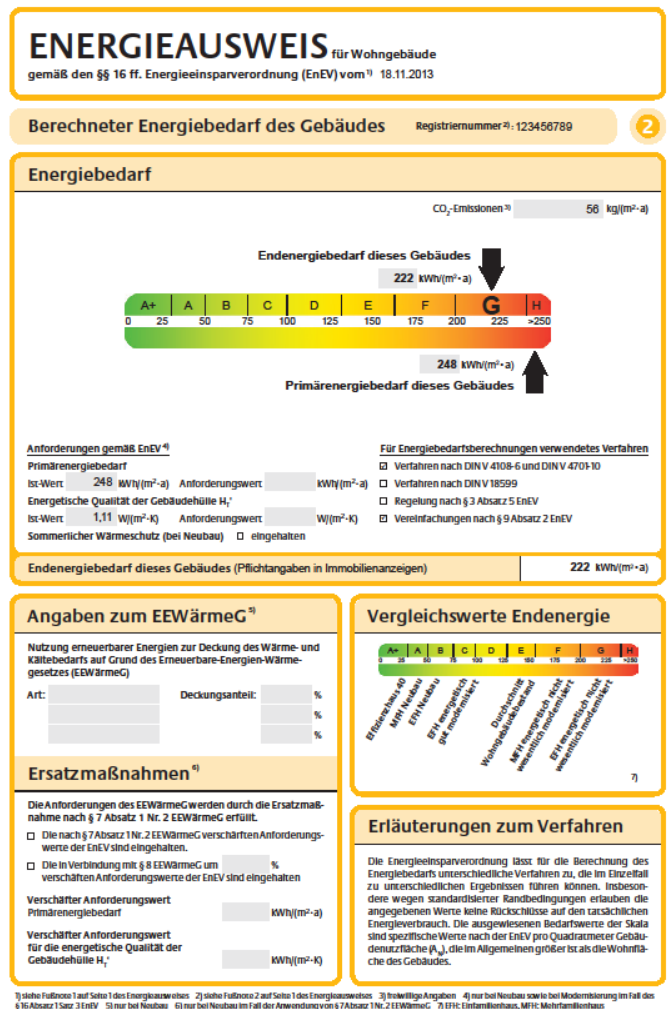 ENERGIEAUSWEIS für Wohngebäude
gemäß den §§ 16 ff. Energieeinsparverordnung (EnEV) vom 1) 18.11.2013
Berechneter Energiebedarf des Gebäudes Registriernummer 2): 123456789 2
Energiebedarf
CO2-Emissionen 3) 56 kg/(m²·a)
Endenergiebedarf dieses Gebäudes
222 kWh/(m²·a)
A+ A B C D E F G H
0 25 50 75 100 125 150 175 200 225 >250
248 kWh/(m²·a)
Primärenergiebedarf dieses Gebäudes
Anforderungen gemäß EnEV 4)
Primärenergiebedarf
Ist-Wert 248 kWh/(m²·a) Anforderungswert kWh/(m²·a)
Energetische Qualität der Gebäudehülle HT'
Ist-Wert 1,11 W/(m²·K) Anforderungswert W/(m²·K)
Sommerlicher Wärmeschutz (bei Neubau) ☐ eingehalten
Für Energiebedarfsberechnungen verwendetes Verfahren
☑ Verfahren nach DIN V 4108-6 und DIN V 4701-10
☐ Verfahren nach DIN V 18599
☐ Regelung nach § 3 Absatz 5 EnEV
☑ Vereinfachungen nach § 9 Absatz 2 EnEV
Endenergiebedarf dieses Gebäudes (Pflichtangaben in Immobilienanzeigen) 222 kWh/(m²·a)
Angaben zum EEWärmeG 5)
Nutzung erneuerbarer Energien zur Deckung des Wärme- und
Kältebedarfs auf Grund des Erneuerbare-Energien-Wärme-
gesetzes (EEWärmeG)
Art: Deckungsanteil: %
%
%
Ersatzmaßnahmen 6)
Die Anforderungen des EEWärmeG werden durch die Ersatzmaß-
nahme nach § 7 Absatz 1 Nr. 2 EEWärmeG erfüllt.
☐ Die nach § 7 Absatz 1 Nr. 2 EEWärmeG verschärften Anforderungs-
werte der EnEV sind eingehalten.
☐ Die in Verbindung mit § 8 EEWärmeG um %
verschäften Anforderungswerte der EnEV sind eingehalten
Verschäfter Anforderungswert
Primärenergiebedarf kWh/(m²·a)
Verschäfter Anforderungswert
für die energetische Qualität der
Gebäudehülle HT' kWh/(m²·K)
Vergleichswerte Endenergie
A+ A B C D E F G H
0 25 50 75 100 125 150 175 200 225 >250
Effizienzhaus 40
MFH Neubau
EFH Neubau
EFH energetisch
gut modernisiert
Durchschnitt
Wohngebäudebestand
MFH energetisch nicht
wesentlich modernisiert
EFH energetisch nicht
wesentlich modernisiert
7)
Erläuterungen zum Verfahren
Die Energieeinsparverordnung lässt für die Berechnung des
Energiebedarfs unterschiedliche Verfahren zu, die im Einzelfall
zu unterschiedlichen Ergebnissen führen können. Insbeson-
dere wegen standardisierter Randbedingungen erlauben die
angegebenen Werte keine Rückschlüsse auf den tatsächlichen
Energieverbrauch. Die ausgewiesenen Bedarfswerte der Skala
sind spezifische Werte nach der EnEV pro Quadratmeter Gebäu-
denutzfläche (AN), die im Allgemeinen größer ist als die Wohnflä-
che des Gebäudes.
1) siehe Fußnote 1 auf Seite 1 des Energieausweises 2) siehe Fußnote 2 auf Seite 1 des Energieausweises 3) freiwillige Angaben 4) nur bei Neubau sowie bei Modernisierung im Fall des
§ 16 Absatz 1 Satz 3 EnEV 5) nur bei Neubau 6) nur bei Neubau im Fall der Anwendung von § 7 Absatz 1 Nr. 2 EEWärmeG 7) EFH: Einfamilienhaus, MFH: Mehrfamilienhaus